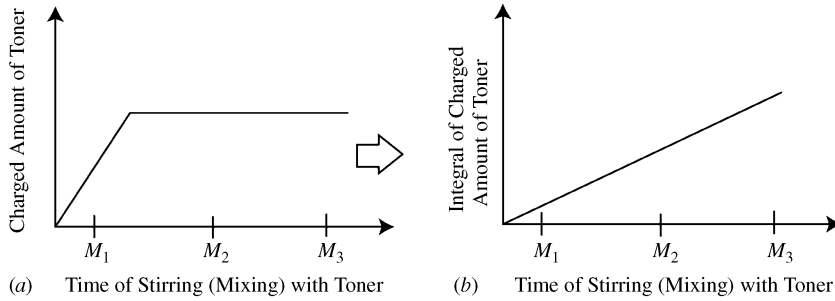 Charged Amount of Toner
M1
M2
M3
(a) Time of Stirring (Mixing) with Toner
Integral of Charged
Amount of Toner
M1
M2
M3
(b) Time of Stirring (Mixing) with Toner